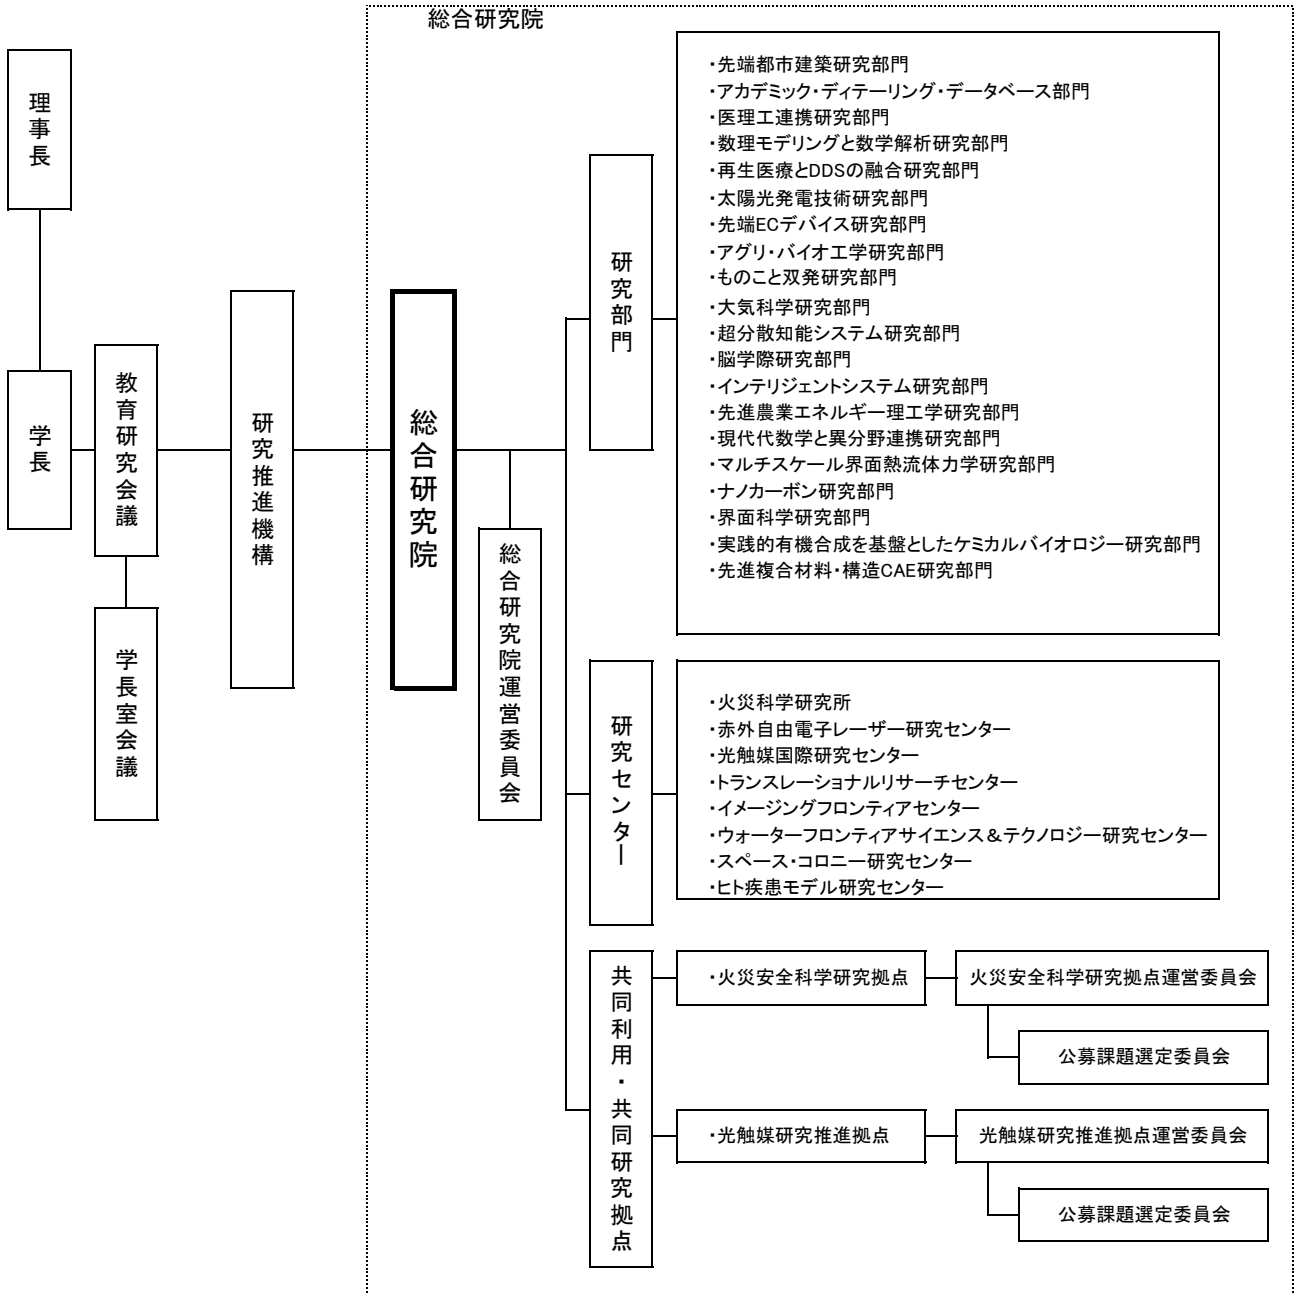 総合研究院
理事長
学長
教育研究会議
学長室会議
研究推進機構
総合研究院
総合研究院運営委員会
研究部門
・先端都市建築研究部門
・アカデミック・ディテーリング・データベース部門
・医理工連携研究部門
・数理モデリングと数学解析研究部門
・再生医療とDDSの融合研究部門
・太陽光発電技術研究部門
・先端ECデバイス研究部門
・アグリ・バイオ工学研究部門
・ものこと双発研究部門
・大気科学研究部門
・超分散知能システム研究部門
・脳学際研究部門
・インテリジェントシステム研究部門
・先進農業エネルギー理工学研究部門
・現代代数学と異分野連携研究部門
・マルチスケール界面熱流体力学研究部門
・ナノカーボン研究部門
・界面科学研究部門
・実践的有機合成を基盤としたケミカルバイオロジー研究部門
・先進複合材料・構造CAE研究部門
研究センター
・火災科学研究所
・赤外自由電子レーザー研究センター
・光触媒国際研究センター
・トランスレーショナルリサーチセンター
・イメージングフロンティアセンター
・ウォーターフロンティアサイエンス&テクノロジー研究センター
・スペース・コロニー研究センター
・ヒト疾患モデル研究センター
共同利用・共同研究拠点
・火災安全科学研究拠点
火災安全科学研究拠点運営委員会
公募課題選定委員会
・光触媒研究推進拠点
光触媒研究推進拠点運営委員会
公募課題選定委員会